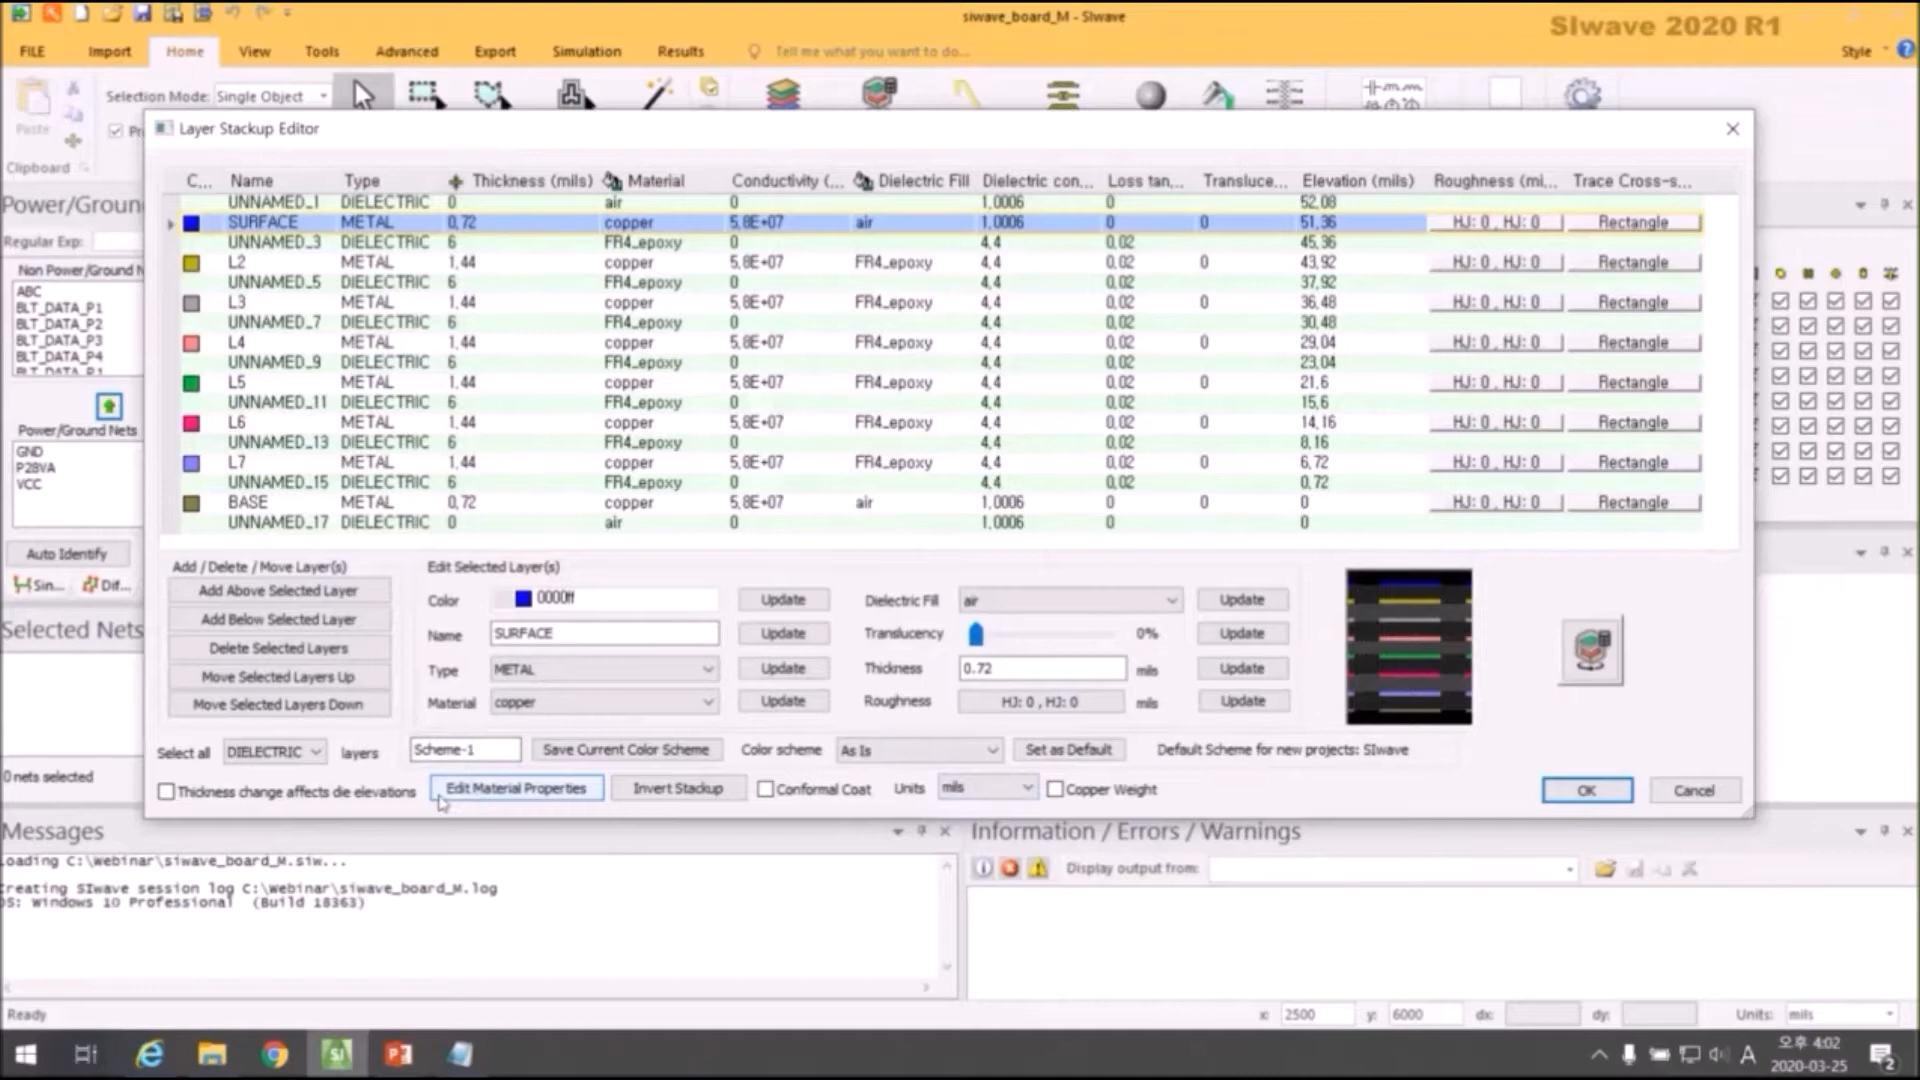 siwave_board_M - SIwave
SIwave 2020 R1
FILE Import Home View Tools Advanced Export Simulation Results Tell me what you want to do... Style
Paste Selection Mode: Single Object
Clipboard
Layer Stackup Editor
C... Name Type Thickness (mils) Material Conductivity (... Dielectric Fill Dielectric con... Loss tan... Transluce... Elevation (mils) Roughness (mi... Trace Cross-s...
UNNAMED_1 DIELECTRIC 0 air 0 1,0006 0 52,08
SURFACE METAL 0,72 copper 5,8E+07 air 1,0006 0 0 51,36 HJ: 0 , HJ: 0 Rectangle
UNNAMED_3 DIELECTRIC 6 FR4_epoxy 0 4,4 0,02 45,36
L2 METAL 1,44 copper 5,8E+07 FR4_epoxy 4,4 0,02 0 43,92 HJ: 0 , HJ: 0 Rectangle
UNNAMED_5 DIELECTRIC 6 FR4_epoxy 0 4,4 0,02 37,92
L3 METAL 1,44 copper 5,8E+07 FR4_epoxy 4,4 0,02 0 36,48 HJ: 0 , HJ: 0 Rectangle
UNNAMED_7 DIELECTRIC 6 FR4_epoxy 0 4,4 0,02 30,48
L4 METAL 1,44 copper 5,8E+07 FR4_epoxy 4,4 0,02 0 29,04 HJ: 0 , HJ: 0 Rectangle
UNNAMED_9 DIELECTRIC 6 FR4_epoxy 0 4,4 0,02 23,04
L5 METAL 1,44 copper 5,8E+07 FR4_epoxy 4,4 0,02 0 21,6 HJ: 0 , HJ: 0 Rectangle
UNNAMED_11 DIELECTRIC 6 FR4_epoxy 0 4,4 0,02 15,6
L6 METAL 1,44 copper 5,8E+07 FR4_epoxy 4,4 0,02 0 14,16 HJ: 0 , HJ: 0 Rectangle
UNNAMED_13 DIELECTRIC 6 FR4_epoxy 0 4,4 0,02 8,16
L7 METAL 1,44 copper 5,8E+07 FR4_epoxy 4,4 0,02 0 6,72 HJ: 0 , HJ: 0 Rectangle
UNNAMED_15 DIELECTRIC 6 FR4_epoxy 0 4,4 0,02 0,72
BASE METAL 0,72 copper 5,8E+07 air 1,0006 0 0 0 HJ: 0 , HJ: 0 Rectangle
UNNAMED_17 DIELECTRIC 0 air 0 1,0006 0 0
Power/Groun
Regular Exp:
Non Power/Ground N
ABC
BLT_DATA_P1
BLT_DATA_P2
BLT_DATA_P3
BLT_DATA_P4
Power/Ground Nets
GND
P28VA
VCC
Auto Identify
Sin... Dif...
Selected Nets
0 nets selected
Add / Delete / Move Layer(s)
Add Above Selected Layer
Add Below Selected Layer
Delete Selected Layers
Move Selected Layers Up
Move Selected Layers Down
Edit Selected Layer(s)
Color 0000ff Update Dielectric Fill air Update
Name SURFACE Update Translucency 0% Update
Type METAL Update Thickness 0.72 mils Update
Material copper Update Roughness HJ: 0 , HJ: 0 mils Update
Select all DIELECTRIC layers Scheme-1 Save Current Color Scheme Color scheme As Is Set as Default Default Scheme for new projects: SIwave
Thickness change affects die elevations Edit Material Properties Invert Stackup Conformal Coat Units mils Copper Weight OK Cancel
Messages
Loading C:\Webinar\siwave_board_M.siw...
Creating SIwave session log C:\Webinar\siwave_board_M.log
OS: Windows 10 Professional (Build 18363)
Information / Errors / Warnings
Display output from:
Ready x: 2500 y: 6000 dx: dy: Units: mils
SI
A 오후 4:02
2020-03-25
2